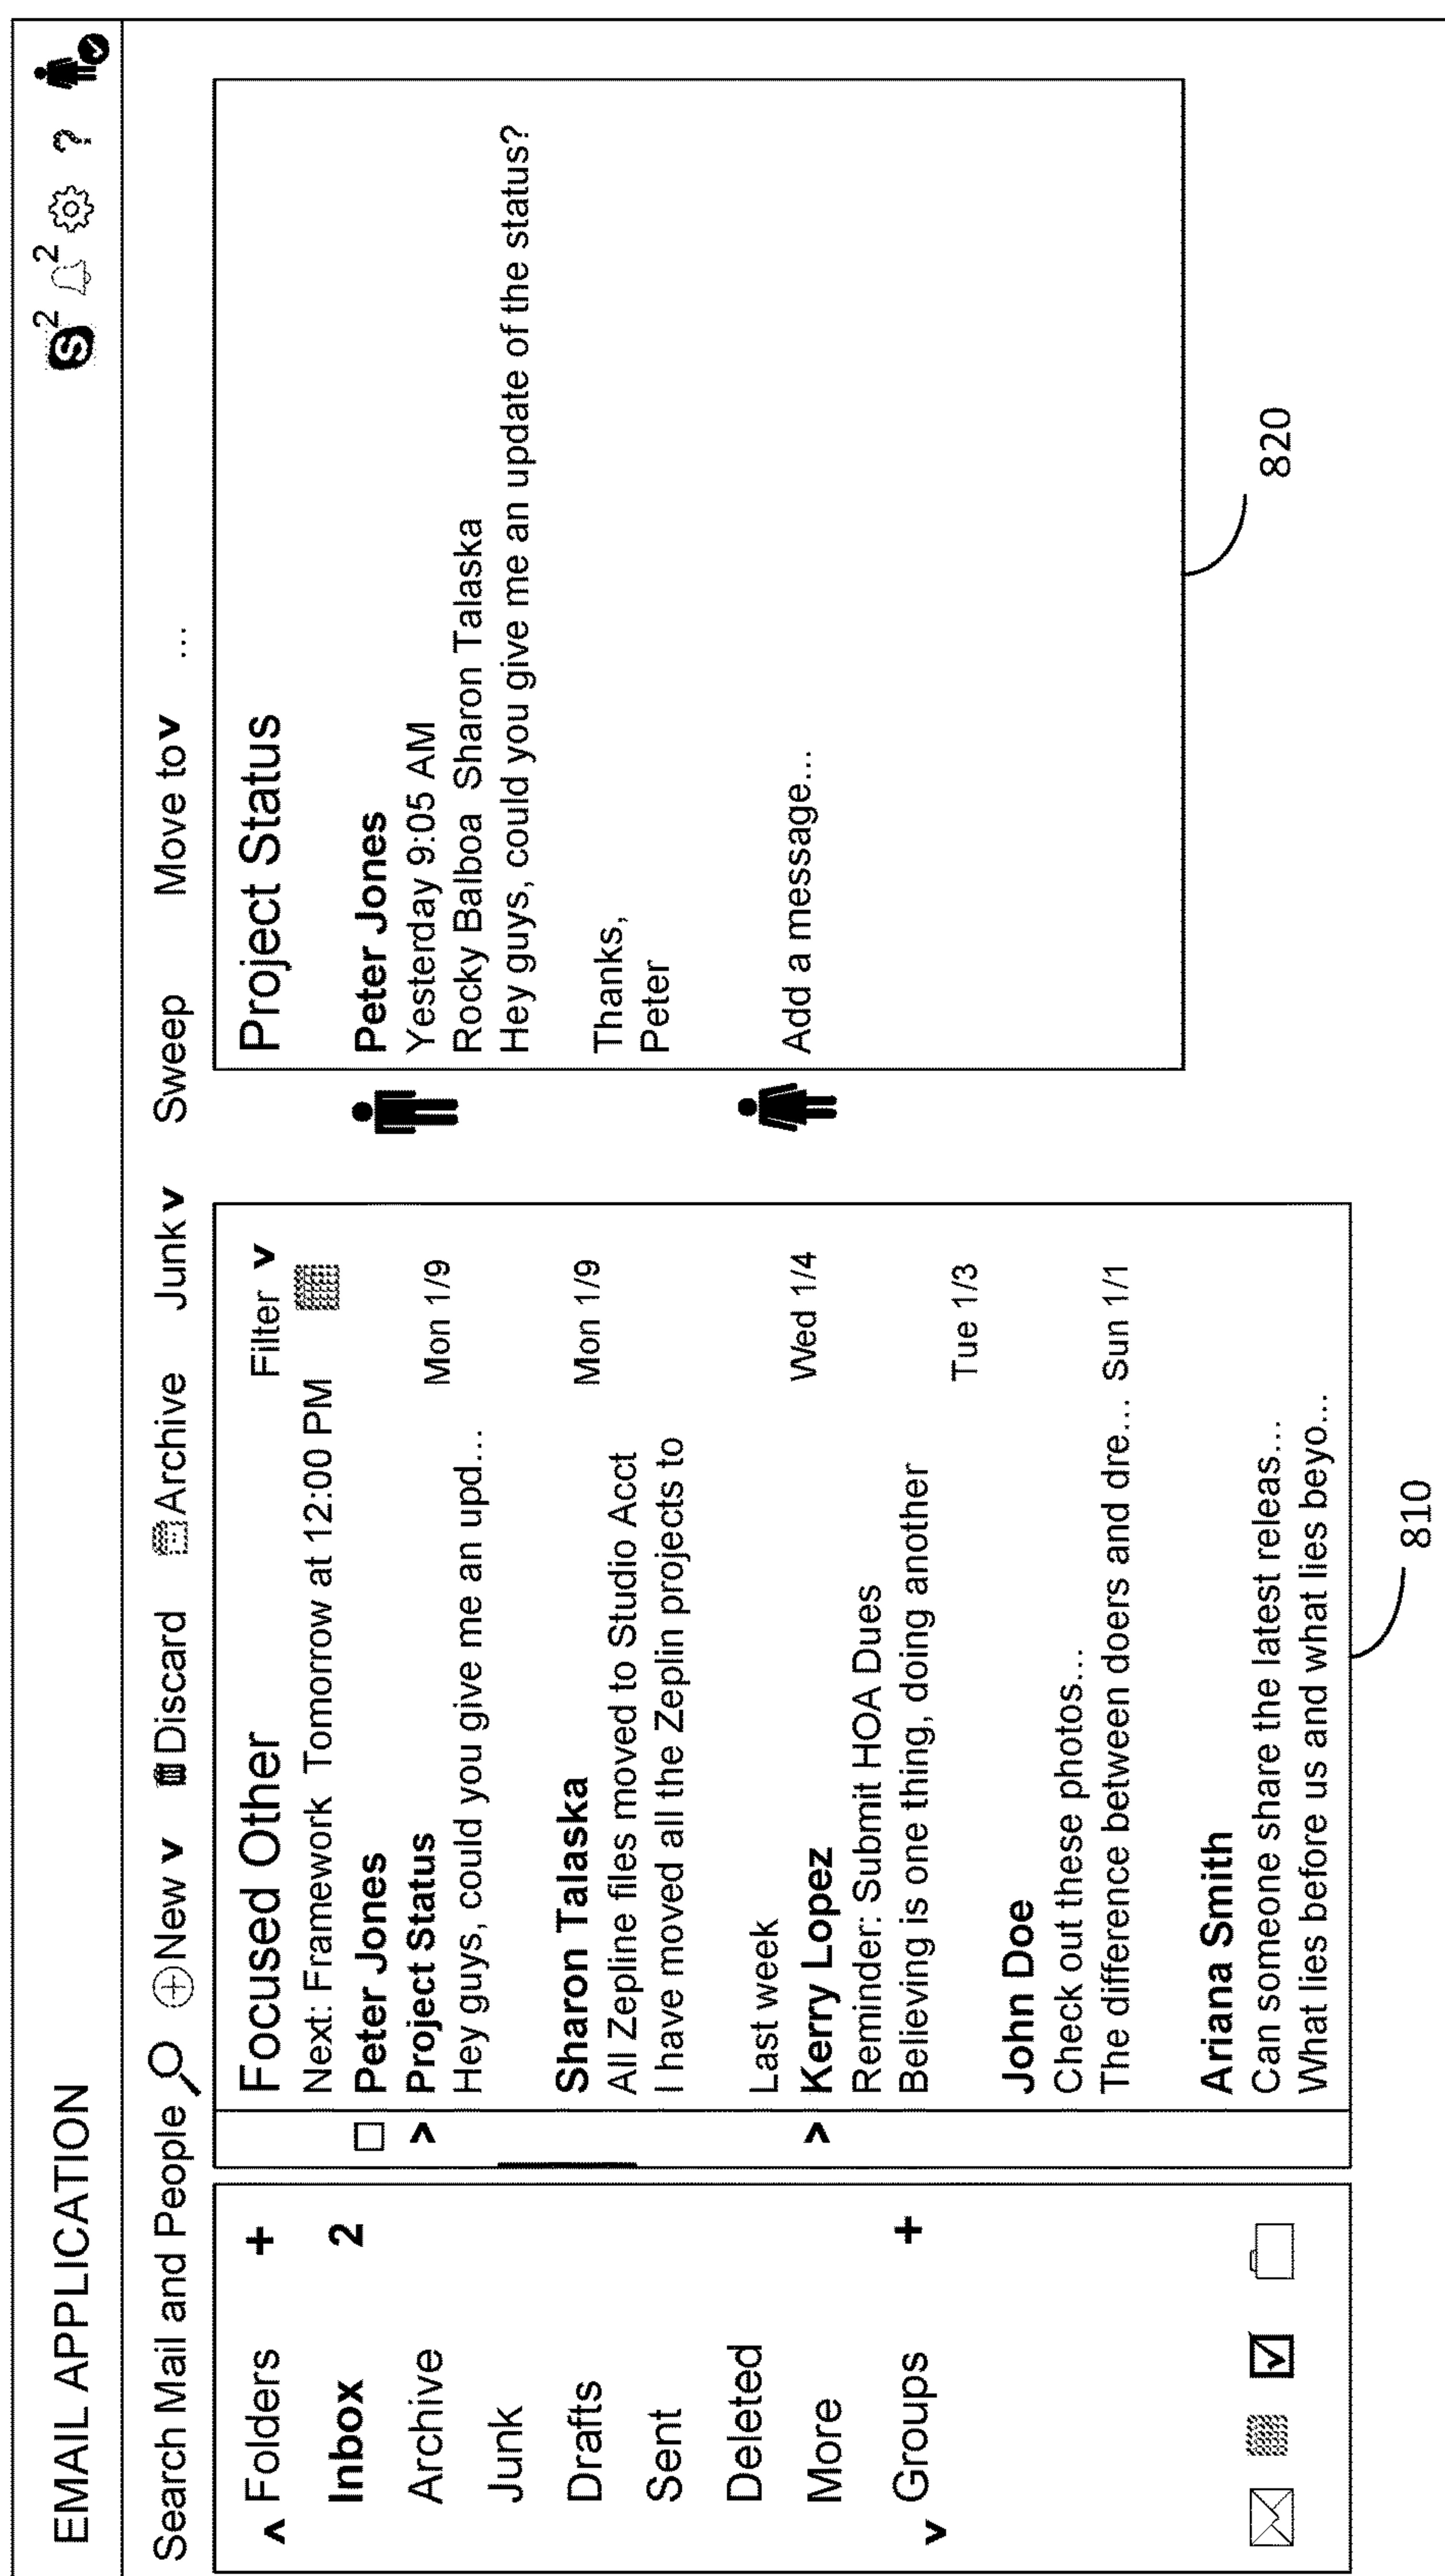 EMAIL APPLICATION
S 2 2 ?
Search Mail and People New Discard Archive Junk Sweep Move to ...
Folders +
Inbox 2
Archive
Junk
Drafts
Sent
Deleted
More
Groups +
Focused Other Filter
Next: Framework Tomorrow at 12:00 PM
Peter Jones
Project Status Mon 1/9
Hey guys, could you give me an upd...
Sharon Talaska Mon 1/9
All Zepline files moved to Studio Acct
I have moved all the Zeplin projects to
Last week
Kerry Lopez Wed 1/4
Reminder: Submit HOA Dues
Believing is one thing, doing another
Tue 1/3
John Doe
Check out these photos...
The difference between doers and dre... Sun 1/1
Ariana Smith
Can someone share the latest releas...
What lies before us and what lies beyo...
810
Project Status
Peter Jones
Yesterday 9:05 AM
Rocky Balboa Sharon Talaska
Hey guys, could you give me an update of the status?
Thanks,
Peter
Add a message...
820